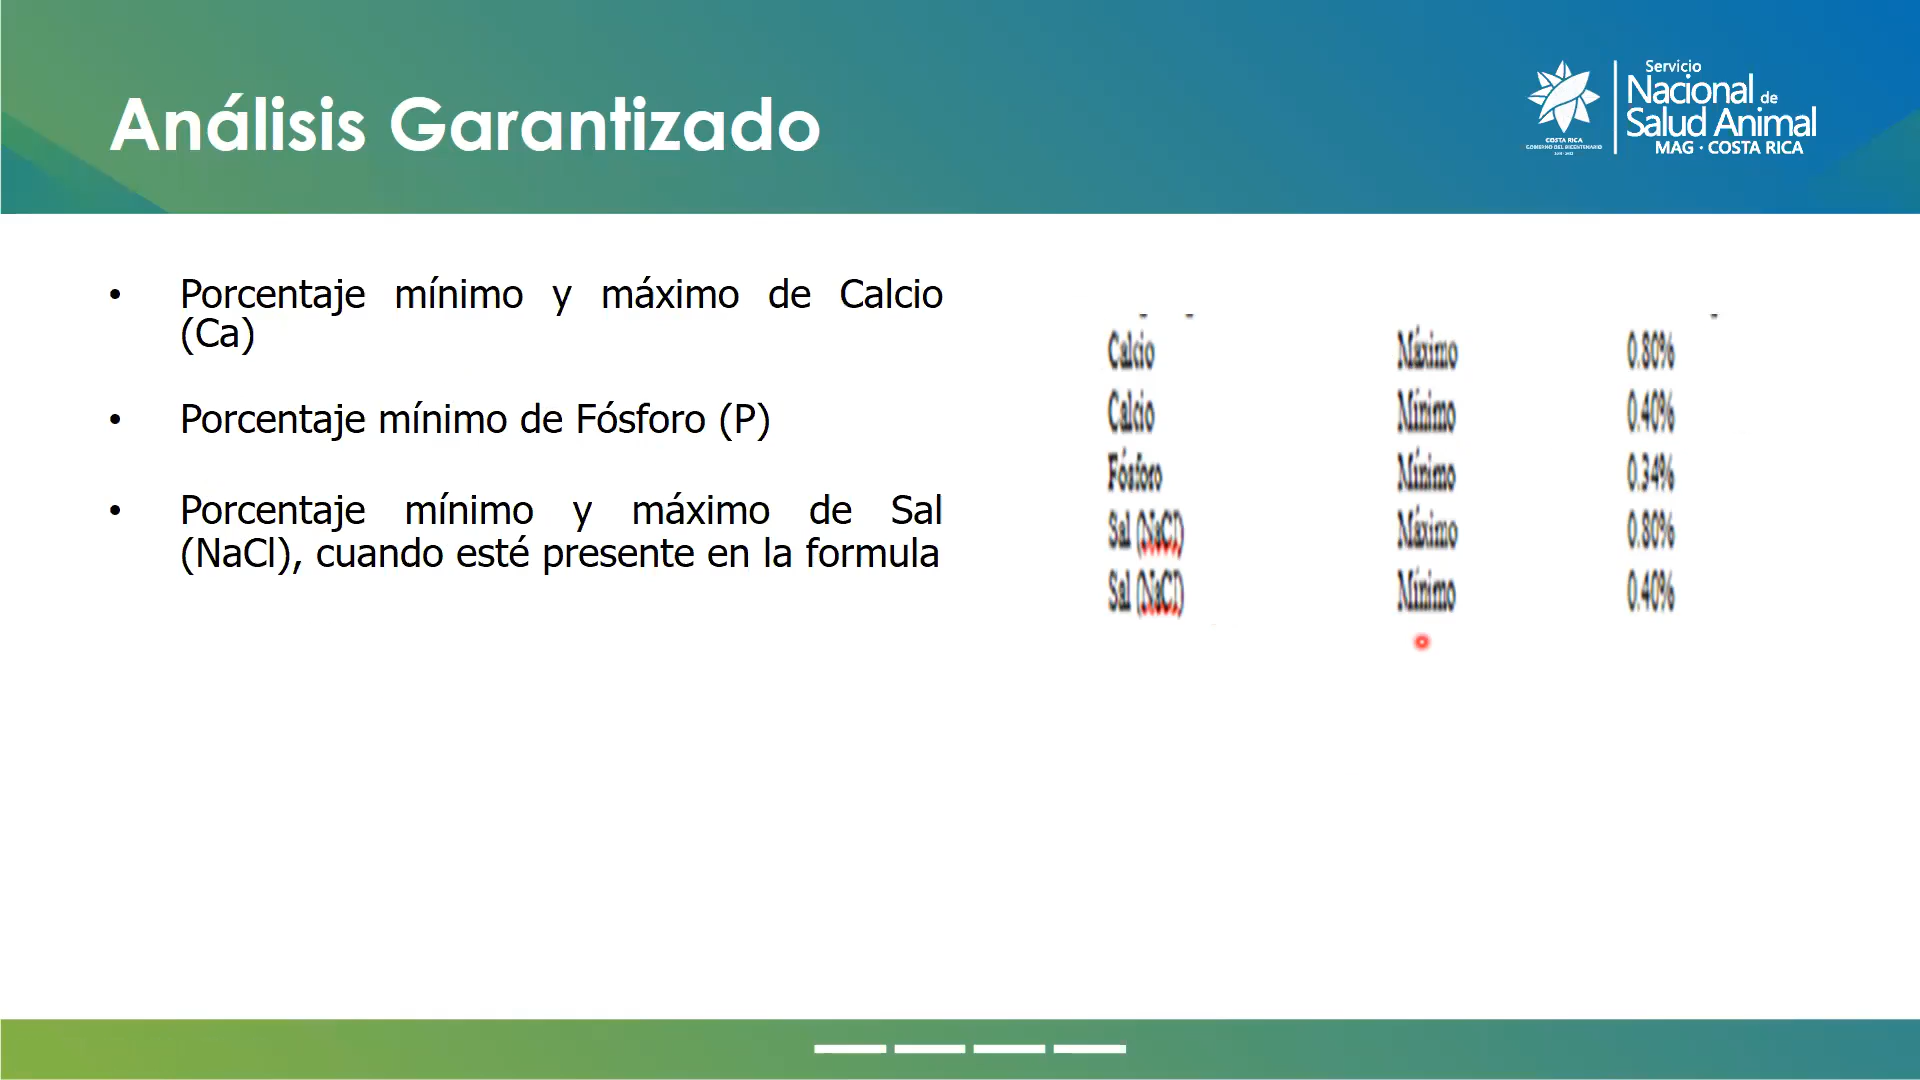 Análisis Garantizado
Servicio
Nacional de
Salud Animal
MAG · COSTA RICA
COSTA RICA
GOBIERNO DEL BICENTENARIO
• Porcentaje mínimo y máximo de Calcio
(Ca)
• Porcentaje mínimo de Fósforo (P)
• Porcentaje mínimo y máximo de Sal
(NaCl), cuando esté presente en la formula
Calcio Máximo 0.80%
Calcio Mínimo 0.40%
Fósforo Mínimo 0.34%
Sal (NaCl) Máximo 0.80%
Sal (NaCl) Mínimo 0.40%